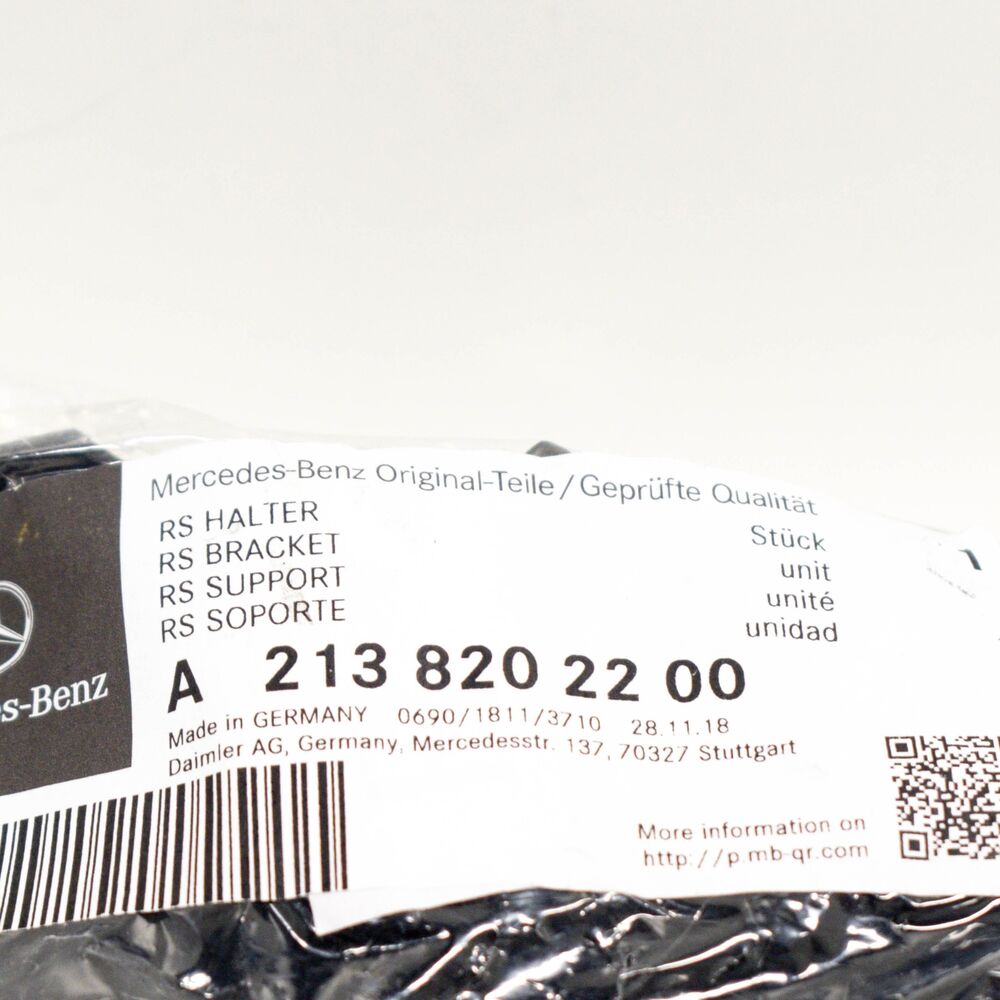 Mercedes-Benz Original-Teile/Geprüfte Qualität
RS HALTER
RS BRACKET
RS SUPPORT
RS SOPORTE
Stück
unit
unité
unidad
1
A 213 820 22 00
Made in GERMANY 0690/1811/3710 28.11.18
Daimler AG, Germany, Mercedesstr. 137, 70327 Stuttgart
More information on
http://p.mb-qr.com
es-Benz